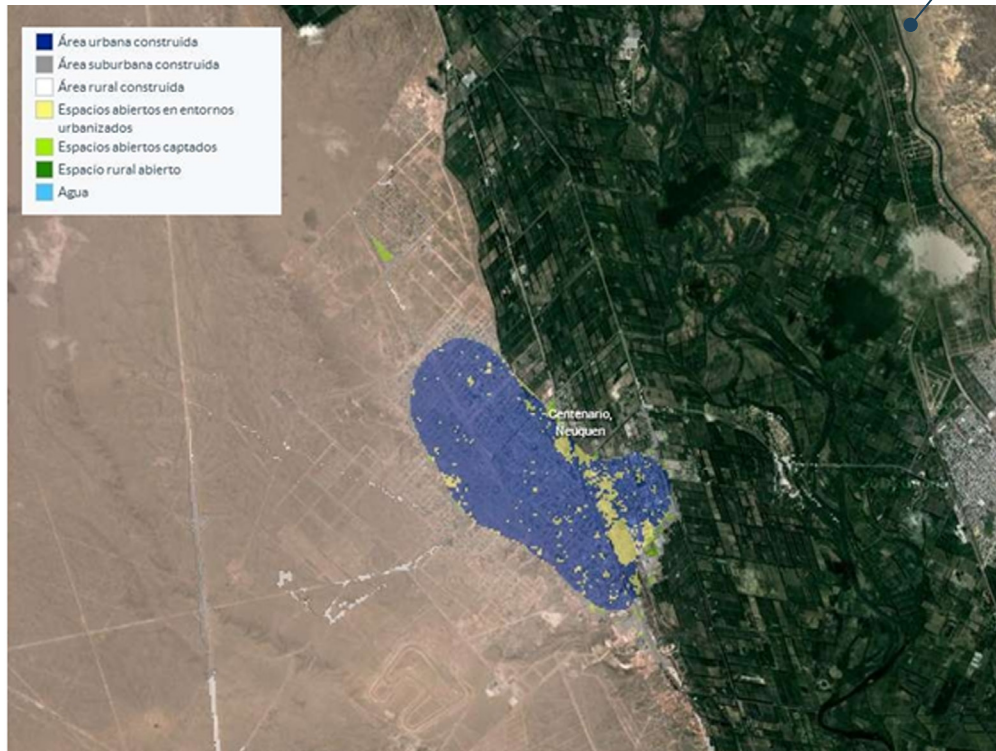 Área urbana construida
Área suburbana construida
Área rural construida
Espacios abiertos en entornos
urbanizados
Espacios abiertos captados
Espacio rural abierto
Agua
Centenario,
Neuquen